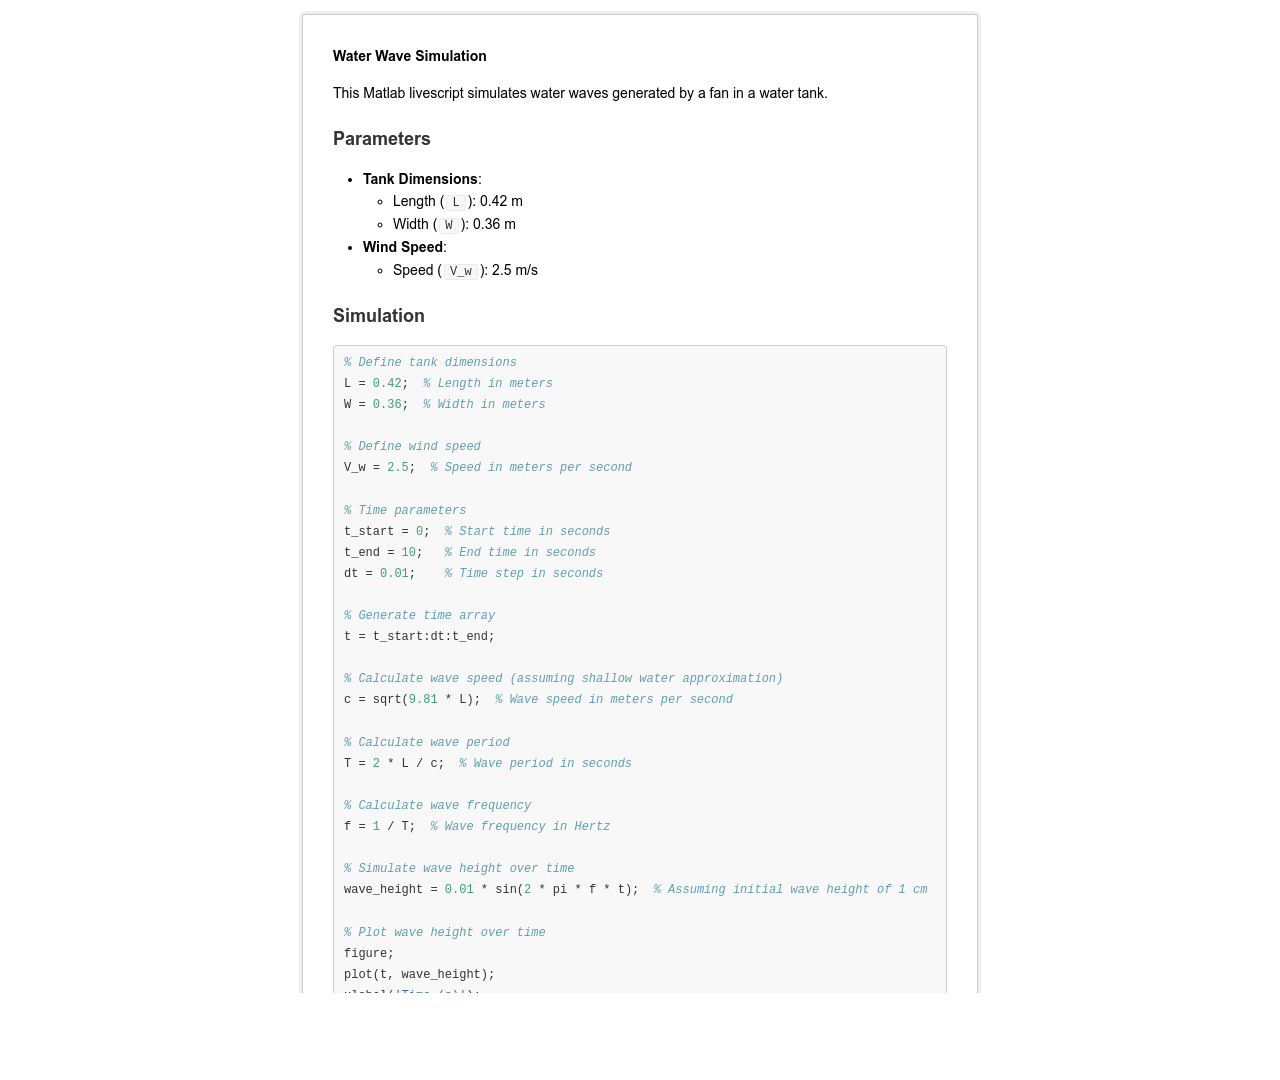 Water Wave Simulation
This Matlab livescript simulates water waves generated by a fan in a water tank.
Parameters
Tank Dimensions:
Length ( L ): 0.42 m
Width ( W ): 0.36 m
Wind Speed:
Speed ( V_w ): 2.5 m/s
Simulation
% Define tank dimensions
L = 0.42;  % Length in meters
W = 0.36;  % Width in meters
% Define wind speed
V_w = 2.5;  % Speed in meters per second
% Time parameters
t_start = 0;  % Start time in seconds
t_end = 10;   % End time in seconds
dt = 0.01;    % Time step in seconds
% Generate time array
t = t_start:dt:t_end;
% Calculate wave speed (assuming shallow water approximation)
c = sqrt(9.81 * L);  % Wave speed in meters per second
% Calculate wave period
T = 2 * L / c;  % Wave period in seconds
% Calculate wave frequency
f = 1 / T;  % Wave frequency in Hertz
% Simulate wave height over time
wave_height = 0.01 * sin(2 * pi * f * t);  % Assuming initial wave height of 1 cm
% Plot wave height over time
figure;
plot(t, wave_height);
xlabel('Time (s)');